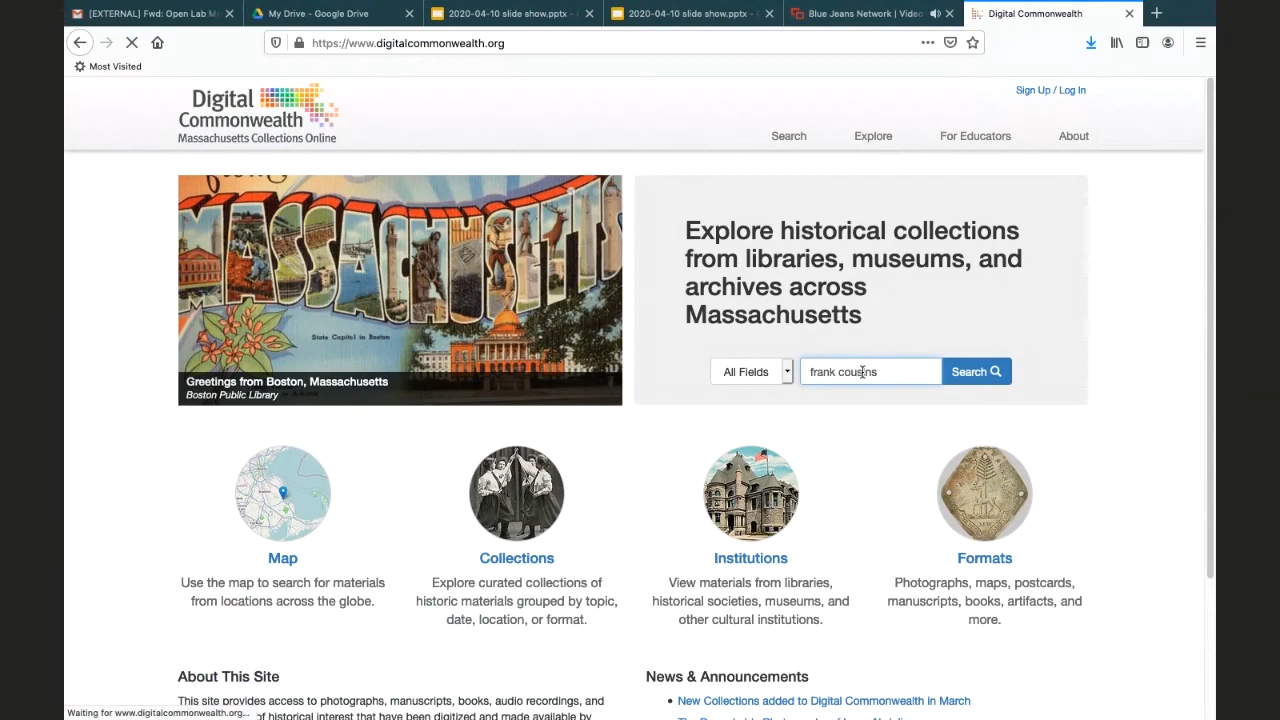 [EXTERNAL] Fwd: Open Lab M
My Drive - Google Drive
2020-04-10 slide show.pptx -
2020-04-10 slide show.pptx -
Blue Jeans Network | Video
Digital Commonwealth
https://www.digitalcommonwealth.org
Most Visited
Digital
Commonwealth
Massachusetts Collections Online
Sign Up / Log In
Search
Explore
For Educators
About
MASSACHUSETTS
State Capitol in Boston
Greetings from Boston, Massachusetts
Boston Public Library
Explore historical collections
from libraries, museums, and
archives across
Massachusetts
All Fields
frank cousins
Search
Map
Use the map to search for materials
from locations across the globe.
Collections
Explore curated collections of
historic materials grouped by topic,
date, location, or format.
Institutions
View materials from libraries,
historical societies, museums, and
other cultural institutions.
Formats
Photographs, maps, postcards,
manuscripts, books, artifacts, and
more.
About This Site
This site provides access to photographs, manuscripts, books, audio recordings, and
of historical interest that have been digitized and made available by
News & Announcements
New Collections added to Digital Commonwealth in March
Waiting for www.digitalcommonwealth.org...